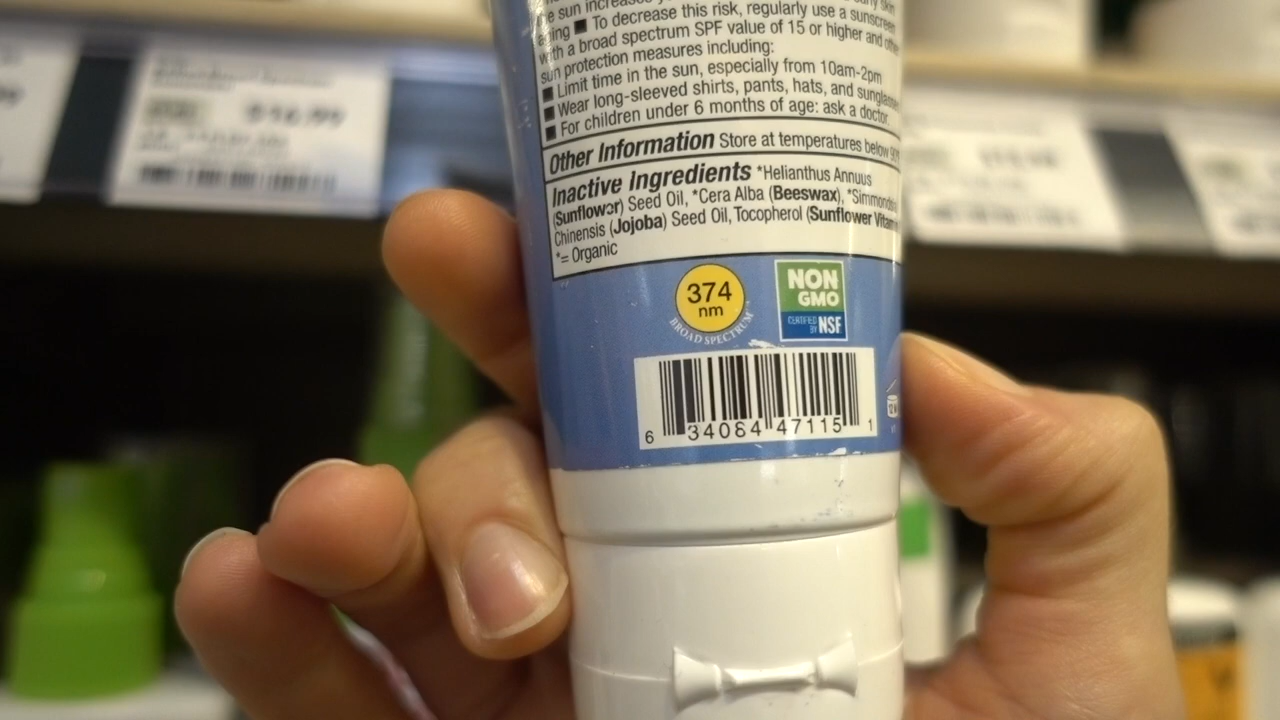 the sun increases
aging ■ To decrease this risk, regularly use a sunscreen
with a broad spectrum SPF value of 15 or higher and
sun protection measures including:
■ Limit time in the sun, especially from 10am-2pm
■ Wear long-sleeved shirts, pants, hats, and
■ For children under 6 months of age: ask a doctor.
Other Information Store at temperatures below
Inactive Ingredients *Helianthus Annuus
(Sunflower) Seed Oil, *Cera Alba (Beeswax),
Chinensis (Jojoba) Seed Oil, Tocopherol (Sunflower
*= Organic
374
nm
BROAD SPECTRUM
NON
GMO
CERTIFIED
BY NSF
6 34084 47115 1
$16.99